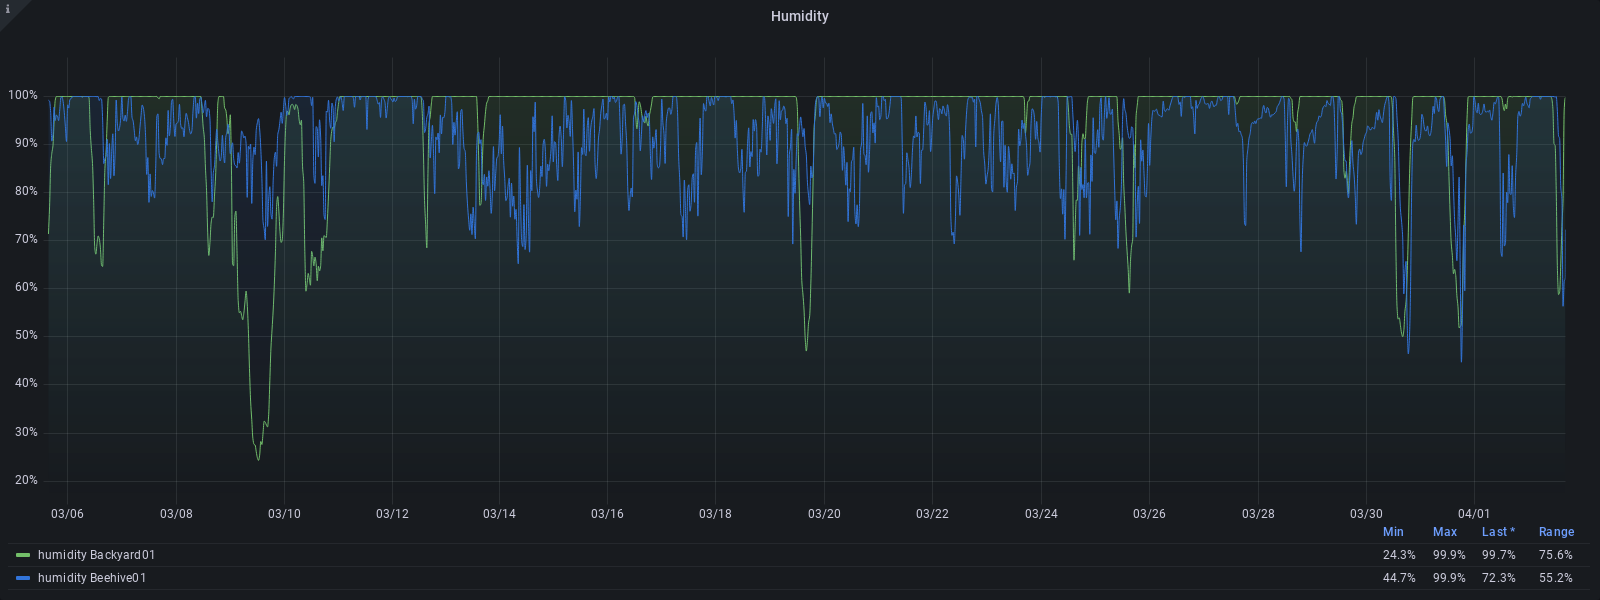 i
Humidity
100%
90%
80%
70%
60%
50%
40%
30%
20%
03/06 03/08 03/10 03/12 03/14 03/16 03/18 03/20 03/22 03/24 03/26 03/28 03/30 04/01
Min Max Last * Range
humidity Backyard01 24.3% 99.9% 99.7% 75.6%
humidity Beehive01 44.7% 99.9% 72.3% 55.2%